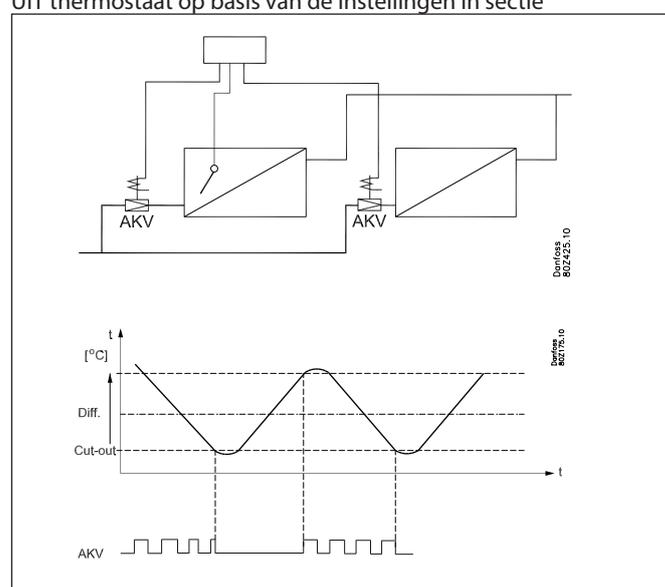 UIT thermostaat op basis van de instellingen in sectie
AKV
AKV
Danfoss
80Z425.10
t
[°C]
Diff.
Cut-out
t
Danfoss
80Z175.10
AKV